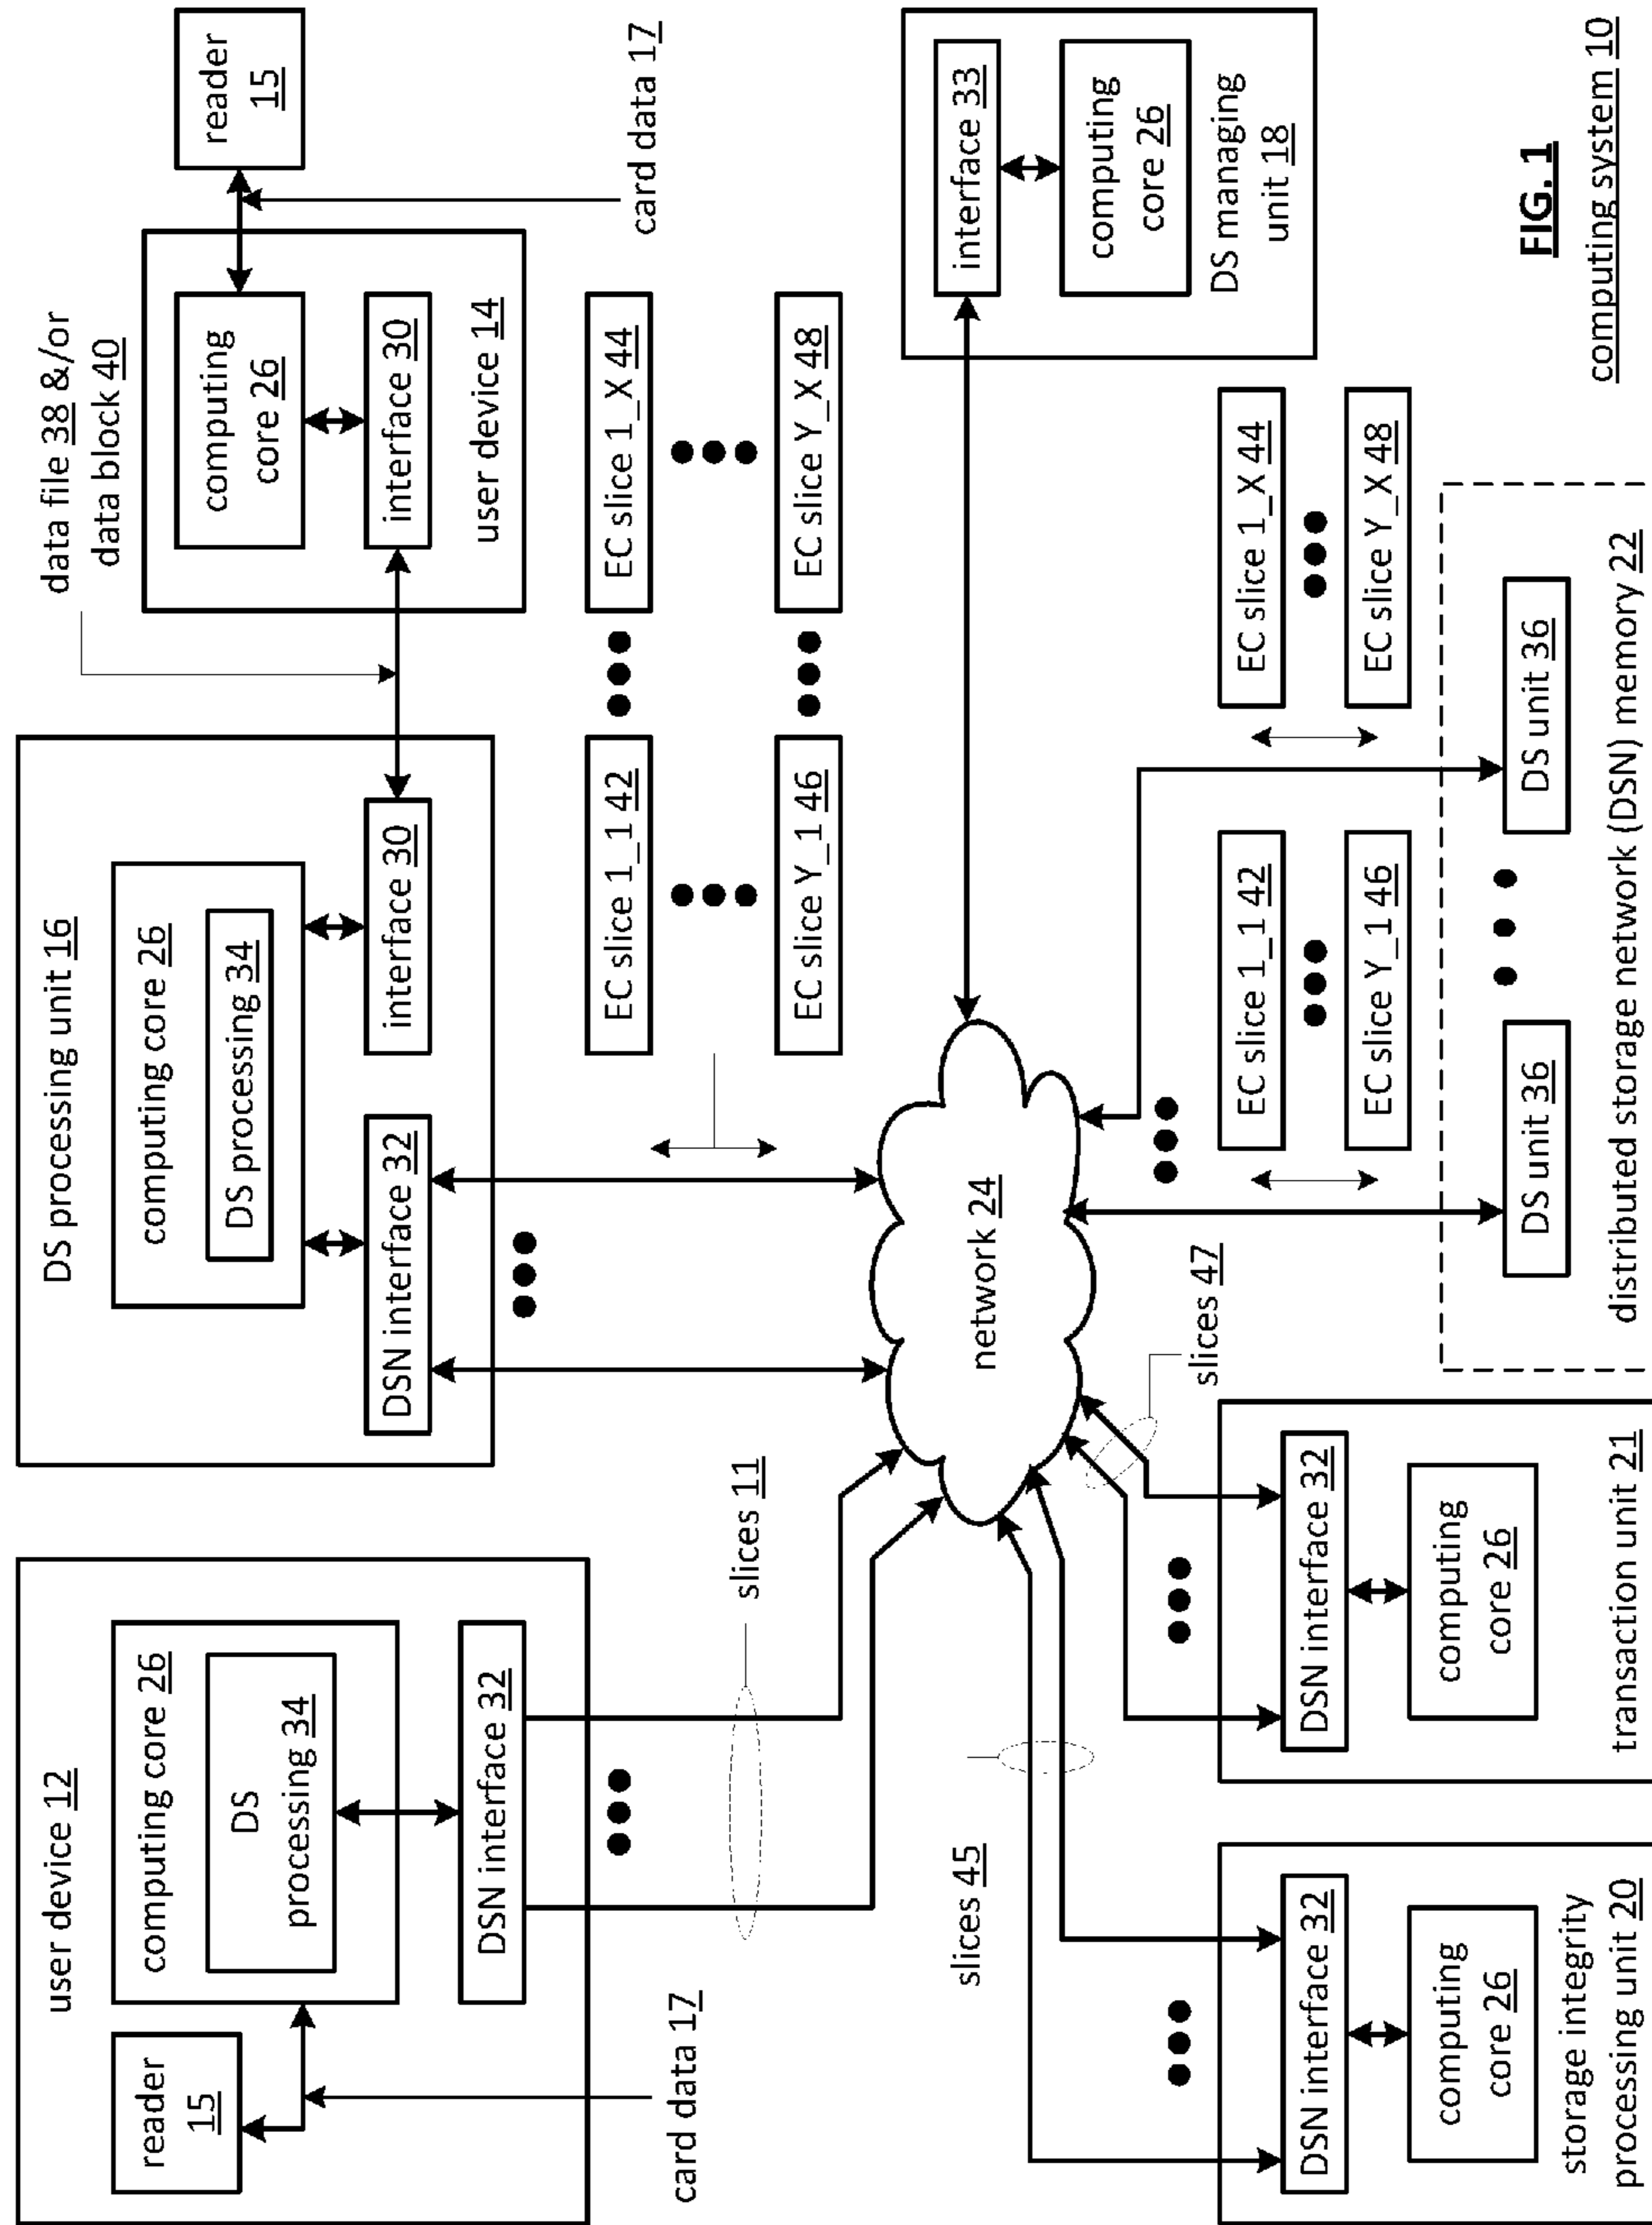 user device 12
reader
15
computing core 26
DS
processing 34
DSN interface 32
card data 17
slices 11
DS processing unit 16
computing core 26
DS processing 34
DSN interface 32
interface 30
data file 38 &/or
data block 40
computing
core 26
interface 30
user device 14
reader
15
card data 17
EC slice 1_1 42
EC slice 1_X 44
EC slice Y_1 46
EC slice Y_X 48
network 24
slices 45
slices 47
interface 33
computing
core 26
DS managing
unit 18
DSN interface 32
computing
core 26
storage integrity
processing unit 20
DSN interface 32
computing
core 26
transaction unit 21
EC slice 1_1 42
EC slice Y_1 46
EC slice 1_X 44
EC slice Y_X 48
DS unit 36
DS unit 36
distributed storage network (DSN) memory 22
FIG. 1
computing system 10